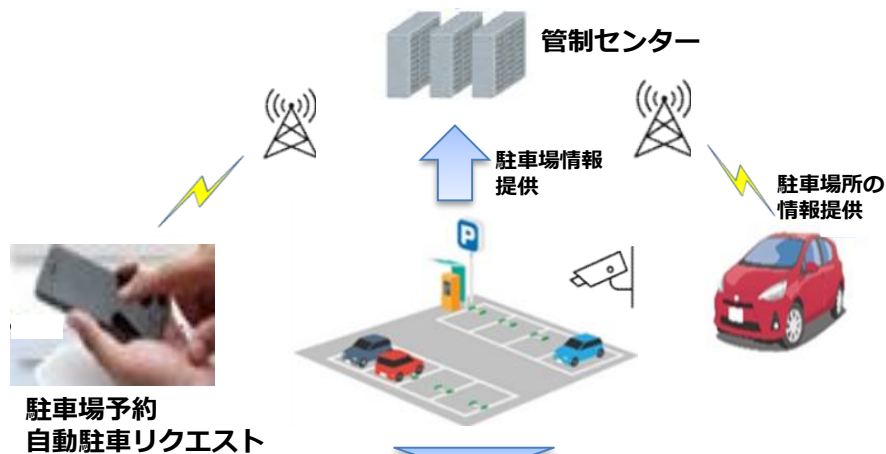 管制センター
駐車場情報
提供
駐車場所の
情報提供
P
駐車場予約
自動駐車リクエスト